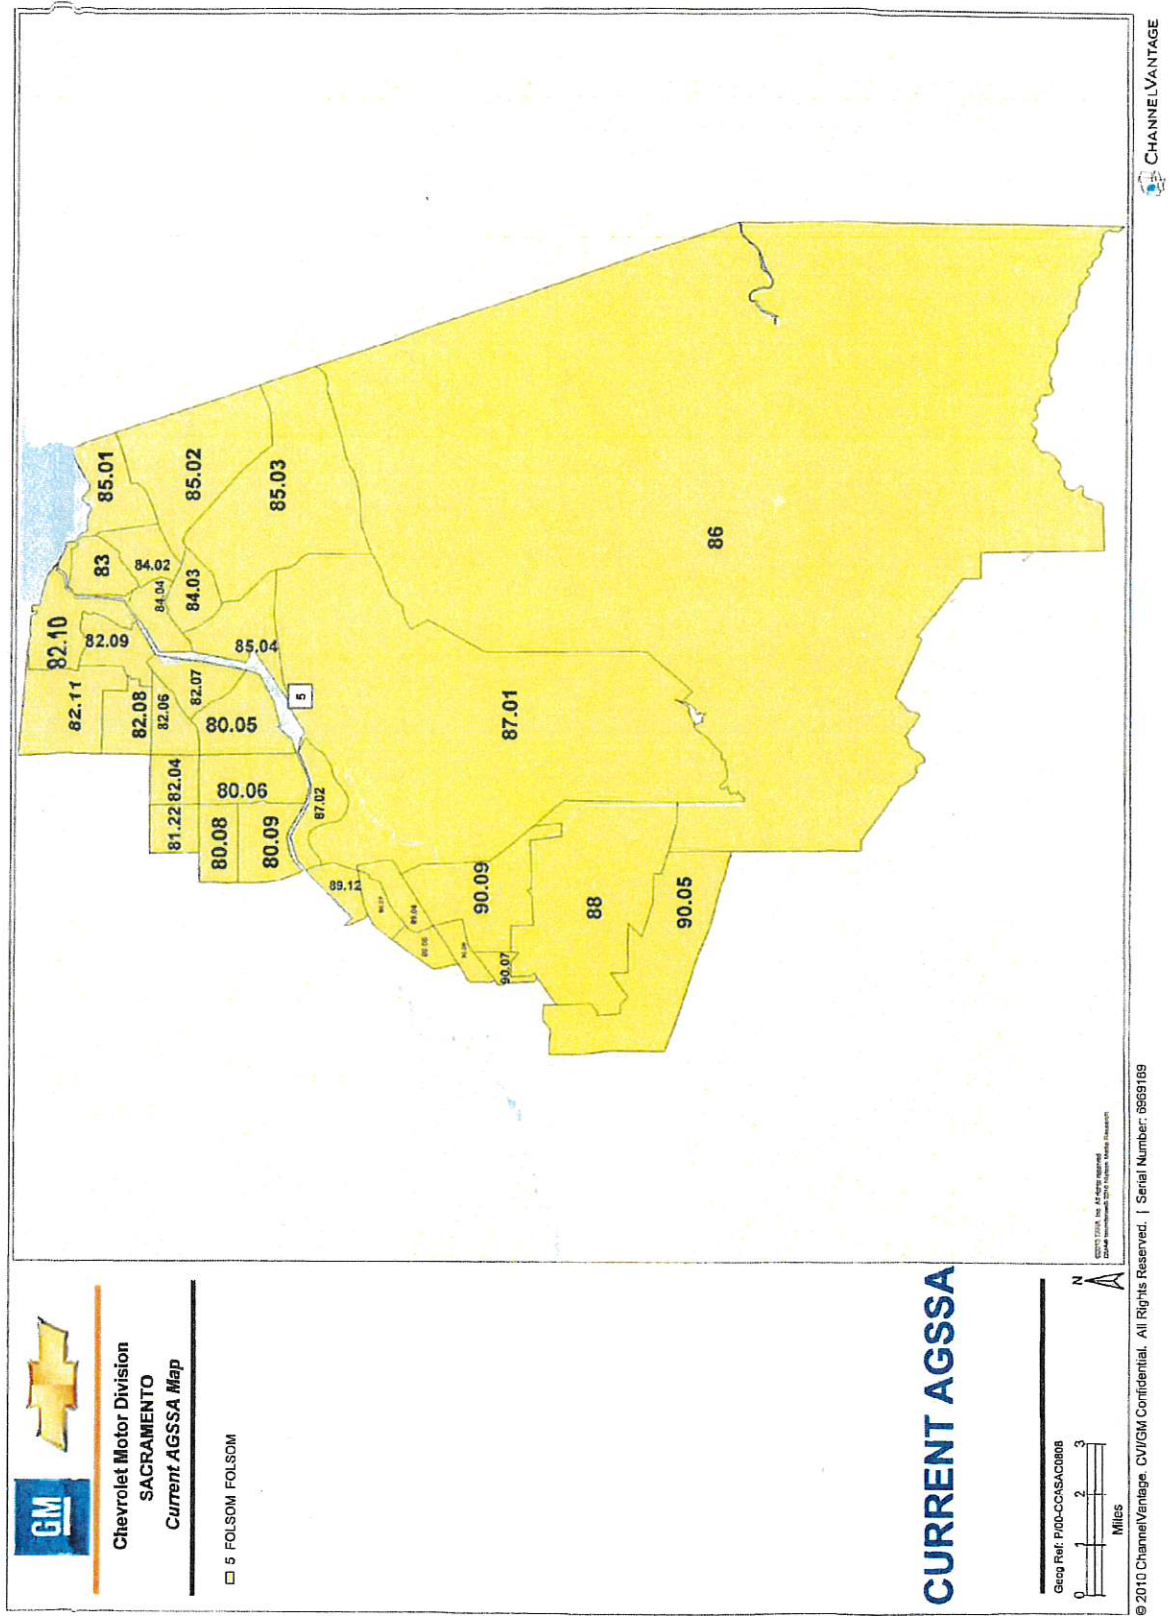 GM
Chevrolet Motor Division
SACRAMENTO
Current AGSSA Map
5 FOLSOM FOLSOM
CURRENT AGSSA
Geog Ref: P/00-CCASAC0808
0 1 2 3
Miles
N
82.10
82.11
82.09
82.08
82.06
82.07
82.04
81.22
80.05
80.06
80.08
80.09
83
84.02
84.04
84.03
85.01
85.02
85.03
85.04
5
86
87.01
87.02
88
89.12
90.09
90.07
90.05
© 2010 ChannelVantage. CVI/GM Confidential. All Rights Reserved. | Serial Number: 6969169
CHANNELVANTAGE